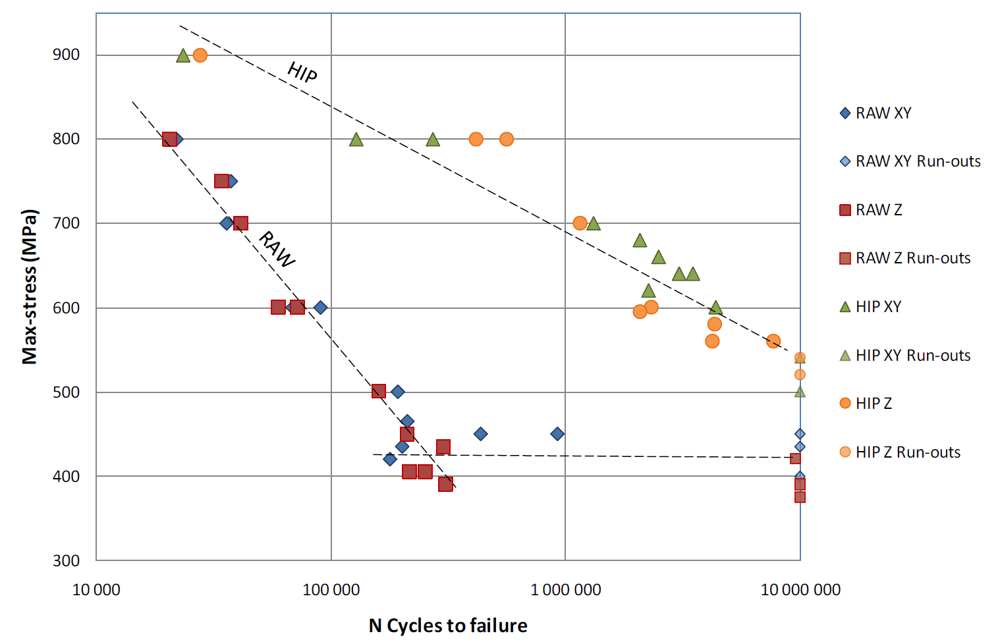 900
800
700
600
500
400
300
Max-stress (MPa)
HIP
RAW
10 000
100 000
1 000 000
10 000 000
N Cycles to failure
RAW XY
RAW XY Run-outs
RAW Z
RAW Z Run-outs
HIP XY
HIP XY Run-outs
HIP Z
HIP Z Run-outs